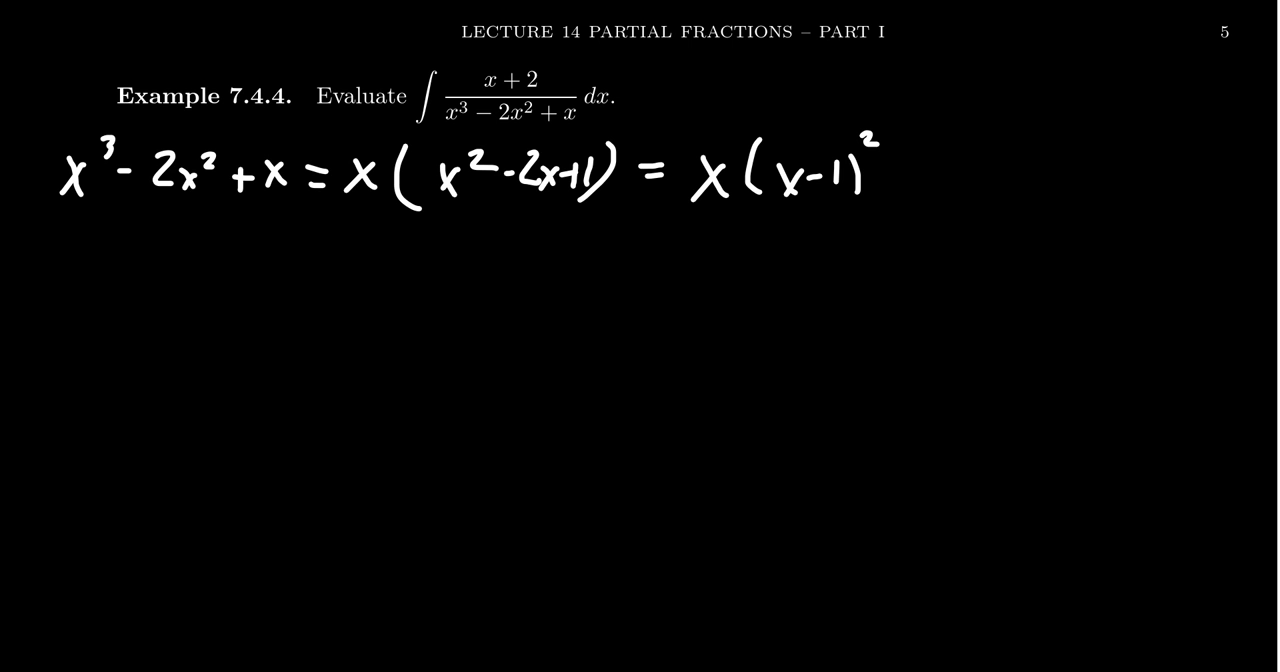 LECTURE 14 PARTIAL FRACTIONS – PART I 5
Example 7.4.4. Evaluate ∫ (x + 2)/(x³ − 2x² + x) dx.
x³ - 2x² + x = x(x² - 2x + 1) = x(x - 1)²